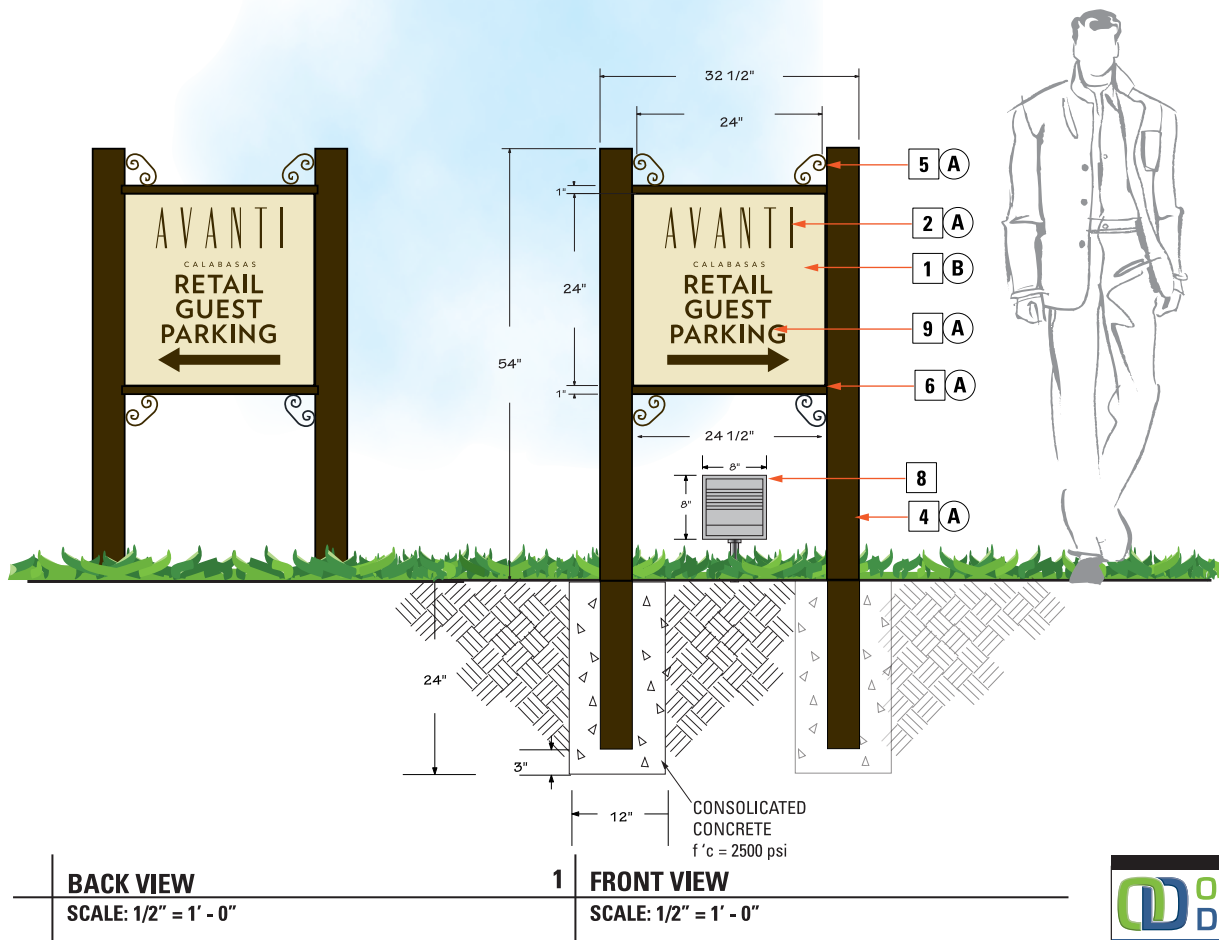 32 1/2"
24"
5 A
1"
AVANTI
CALABASAS
RETAIL
GUEST
PARKING
AVANTI
CALABASAS
RETAIL
GUEST
PARKING
2 A
1 B
24"
9 A
54"
6 A
1"
24 1/2"
8"
8
8"
4 A
24"
3"
12"
CONSOLICATED
CONCRETE
f 'c = 2500 psi
BACK VIEW
SCALE: 1/2" = 1' - 0"
1
FRONT VIEW
SCALE: 1/2" = 1' - 0"
O
D